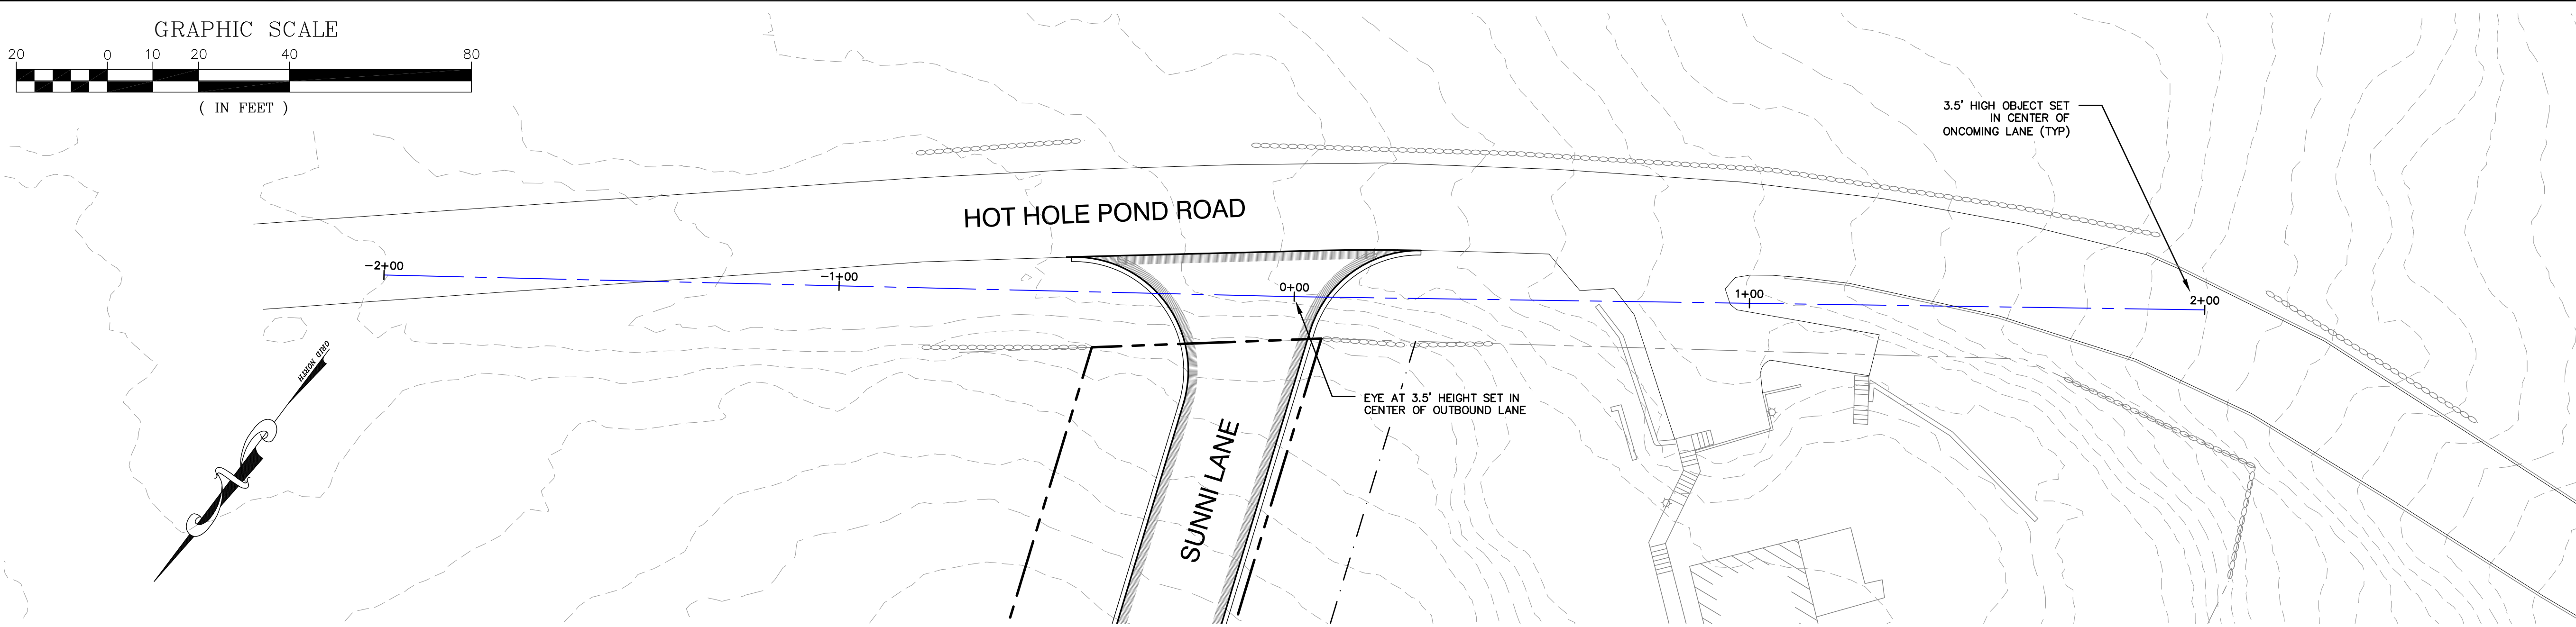 GRAPHIC SCALE
20 0 10 20 40 80
( IN FEET )
3.5' HIGH OBJECT SET
IN CENTER OF
ONCOMING LANE (TYP)
HOT HOLE POND ROAD
-2+00
-1+00
0+00
1+00
2+00
GRID NORTH
EYE AT 3.5' HEIGHT SET IN
CENTER OF OUTBOUND LANE
SUNNI LANE